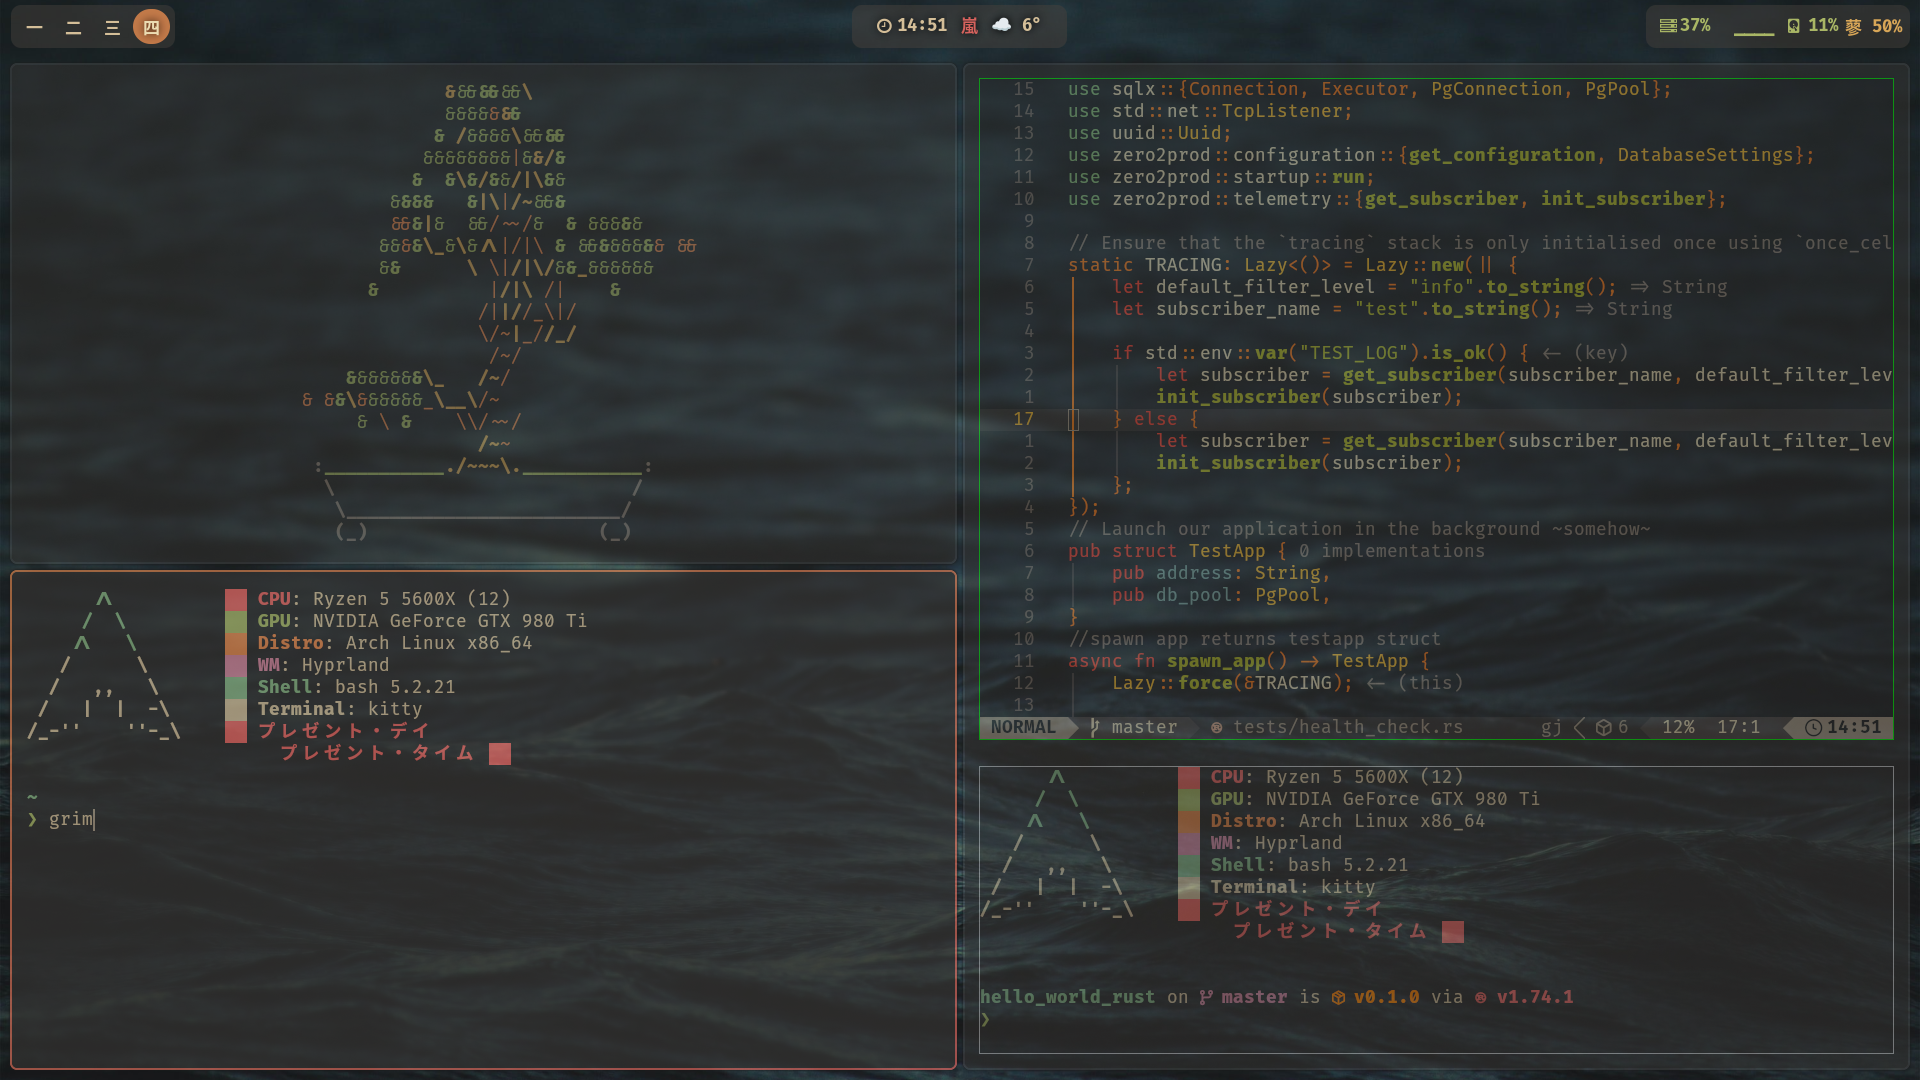 一 二 三 四
14:51 嵐 6°
37% 11% 蓼 50%
CPU: Ryzen 5 5600X (12)
GPU: NVIDIA GeForce GTX 980 Ti
Distro: Arch Linux x86_64
WM: Hyprland
Shell: bash 5.2.21
Terminal: kitty
プレゼント・デイ
プレゼント・タイム
~
❯ grim
15 use sqlx::{Connection, Executor, PgConnection, PgPool};
14 use std::net::TcpListener;
13 use uuid::Uuid;
12 use zero2prod::configuration::{get_configuration, DatabaseSettings};
11 use zero2prod::startup::run;
10 use zero2prod::telemetry::{get_subscriber, init_subscriber};
9
8 // Ensure that the `tracing` stack is only initialised once using `once_cel
7 static TRACING: Lazy<()> = Lazy::new(|| {
6 let default_filter_level = "info".to_string(); => String
5 let subscriber_name = "test".to_string(); => String
4
3 if std::env::var("TEST_LOG").is_ok() { <- (key)
2 let subscriber = get_subscriber(subscriber_name, default_filter_lev
1 init_subscriber(subscriber);
17 } else {
1 let subscriber = get_subscriber(subscriber_name, default_filter_lev
2 init_subscriber(subscriber);
3 };
4 });
5 // Launch our application in the background ~somehow~
6 pub struct TestApp { 0 implementations
7 pub address: String,
8 pub db_pool: PgPool,
9 }
10 //spawn app returns testapp struct
11 async fn spawn_app() -> TestApp {
12 Lazy::force(&TRACING); <- (this)
13
NORMAL master tests/health_check.rs gj 6 12% 17:1 14:51
CPU: Ryzen 5 5600X (12)
GPU: NVIDIA GeForce GTX 980 Ti
Distro: Arch Linux x86_64
WM: Hyprland
Shell: bash 5.2.21
Terminal: kitty
プレゼント・デイ
プレゼント・タイム
hello_world_rust on master is v0.1.0 via v1.74.1
❯